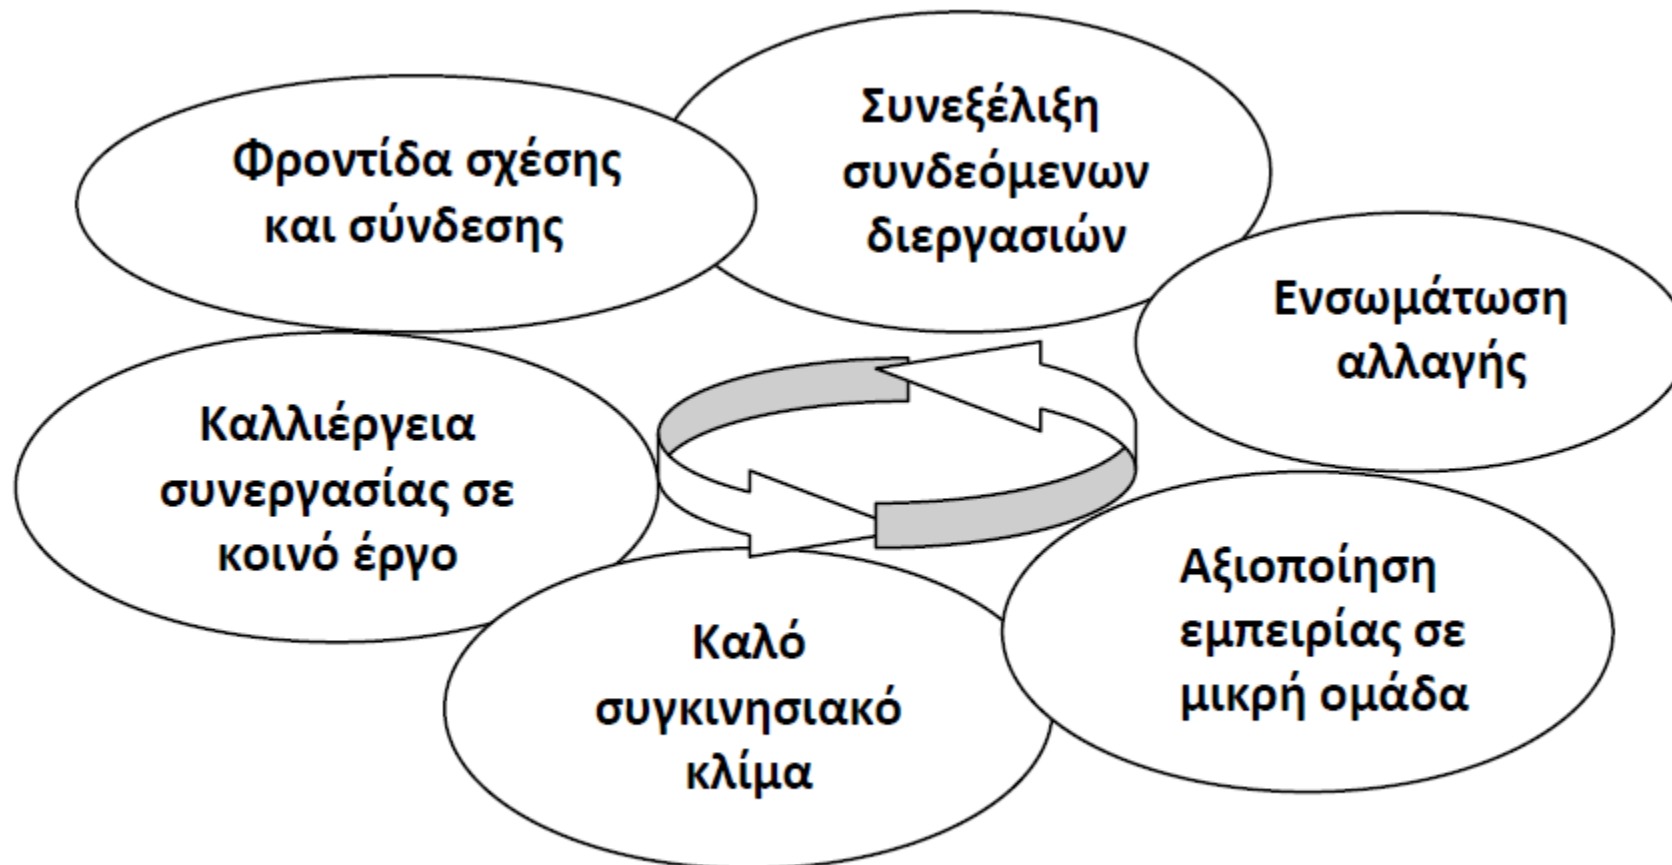 Φροντίδα σχέσης
και σύνδεσης
Συνεξέλιξη
συνδεόμενων
διεργασιών
Ενσωμάτωση
αλλαγής
Καλλιέργεια
συνεργασίας σε
κοινό έργο
Καλό
συγκινησιακό
κλίμα
Αξιοποίηση
εμπειρίας σε
μικρή ομάδα